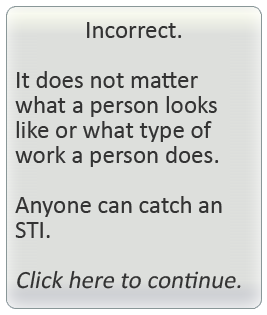 Incorrect.
It does not matter
what a person looks
like or what type of
work a person does.
Anyone can catch an
STI.
Click here to continue.